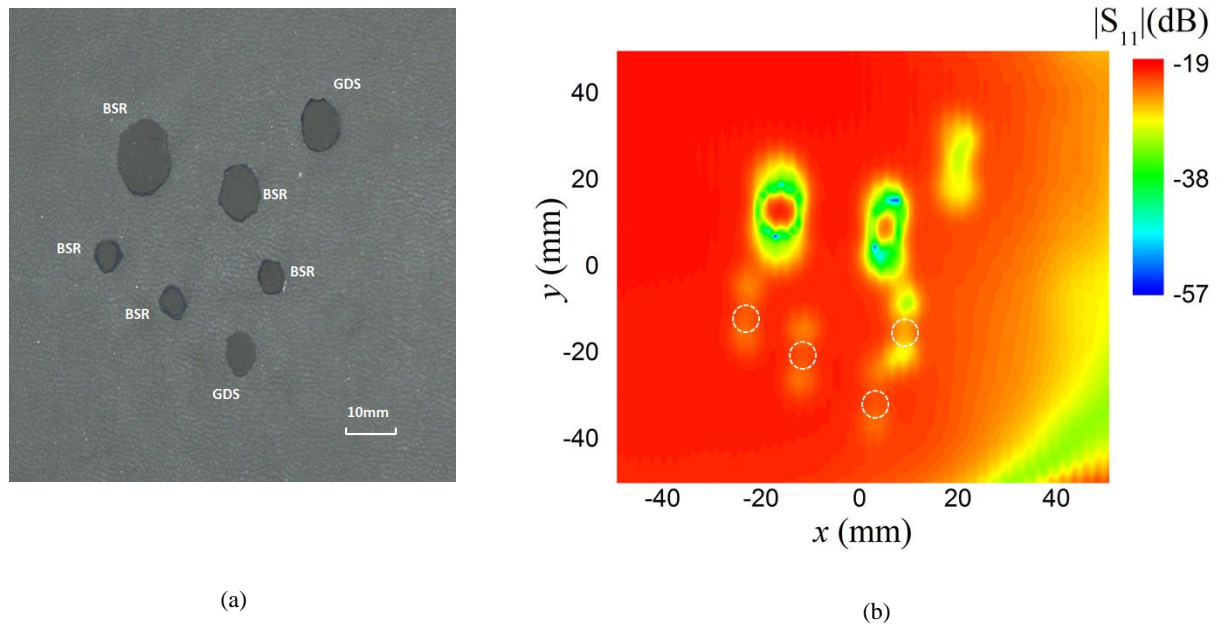 GDS
BSR
BSR
BSR
BSR
BSR
GDS
10mm
(a)
|S11|(dB)
-19
-38
-57
40
20
0
-20
-40
y (mm)
-40 -20 0 20 40
x (mm)
(b)